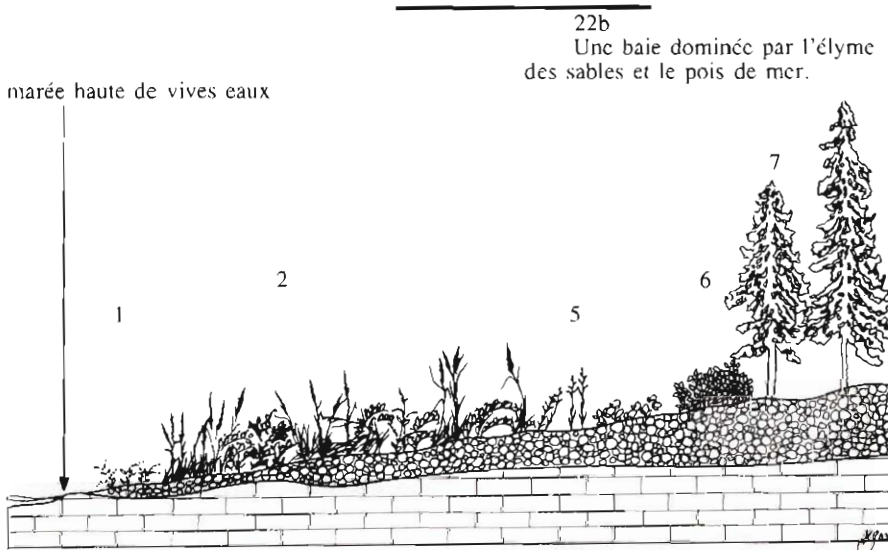 22b
Une baie dominée par l'élyme
des sables et le pois de mer.
marée haute de vives eaux
7
6
2
1
5